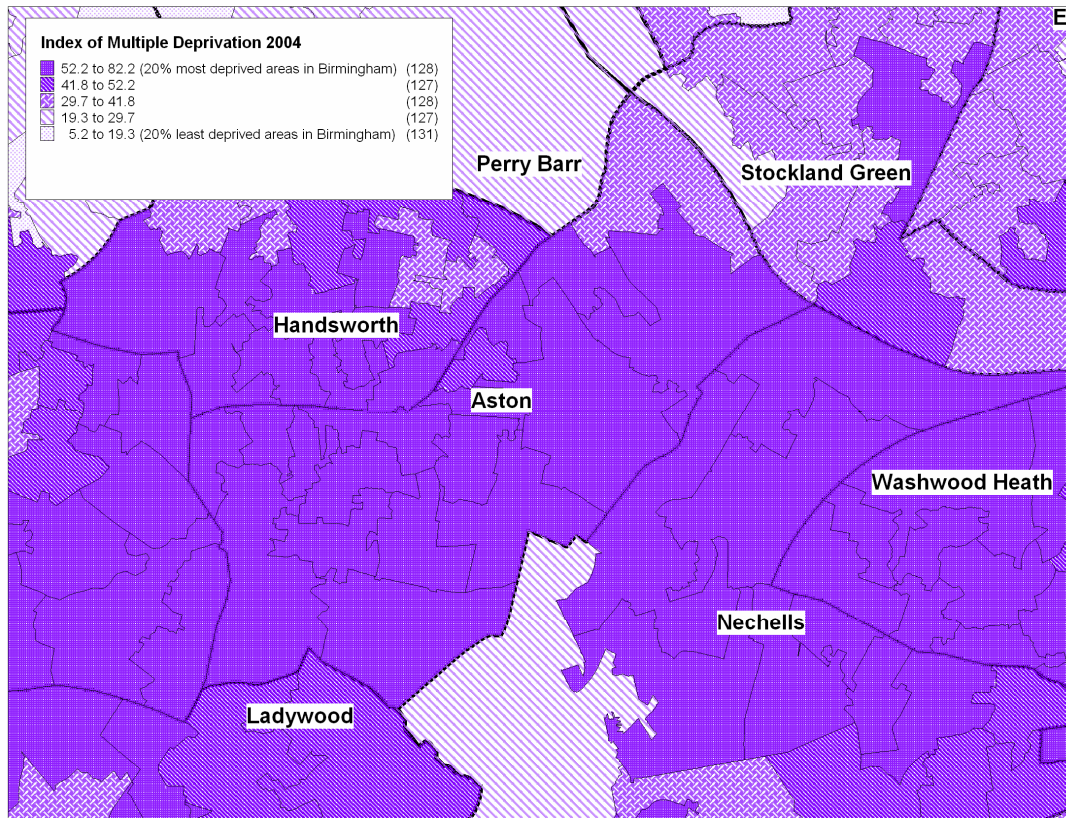 Index of Multiple Deprivation 2004
52.2 to 82.2 (20% most deprived areas in Birmingham) (128)
41.8 to 52.2 (127)
29.7 to 41.8 (128)
19.3 to 29.7 (127)
5.2 to 19.3 (20% least deprived areas in Birmingham) (131)
E
Perry Barr
Stockland Green
Handsworth
Aston
Washwood Heath
Nechells
Ladywood